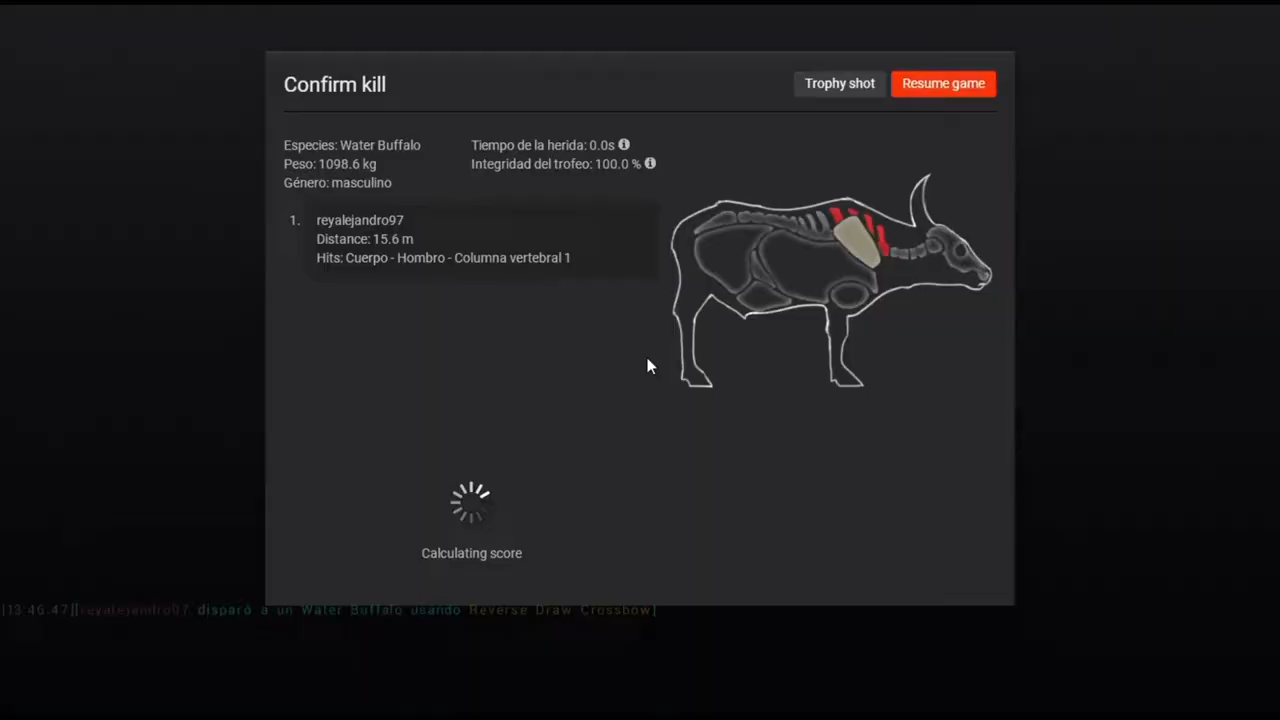 Confirm kill
Trophy shot
Resume game
Especies: Water Buffalo
Peso: 1098.6 kg
Género: masculino
Tiempo de la herida: 0.0s
Integridad del trofeo: 100.0 %
1. reyalejandro97
Distance: 15.6 m
Hits: Cuerpo - Hombro - Columna vertebral 1
Calculating score
[13:46.47][reyalejandro97 disparó a un Water Buffalo usando Reverse Draw Crossbow]